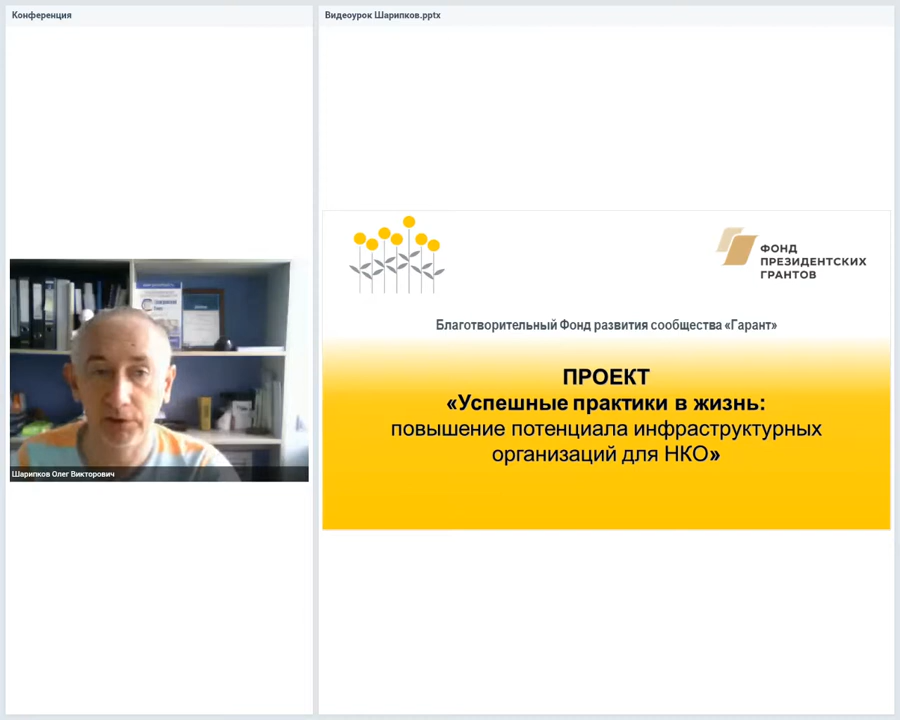 Конференция
Видеоурок Шарипков.pptx
ФОНД
ПРЕЗИДЕНТСКИХ
ГРАНТОВ
Благотворительный Фонд развития сообщества «Гарант»
ПРОЕКТ
«Успешные практики в жизнь:
повышение потенциала инфраструктурных
организаций для НКО»
Шарипков Олег Викторович